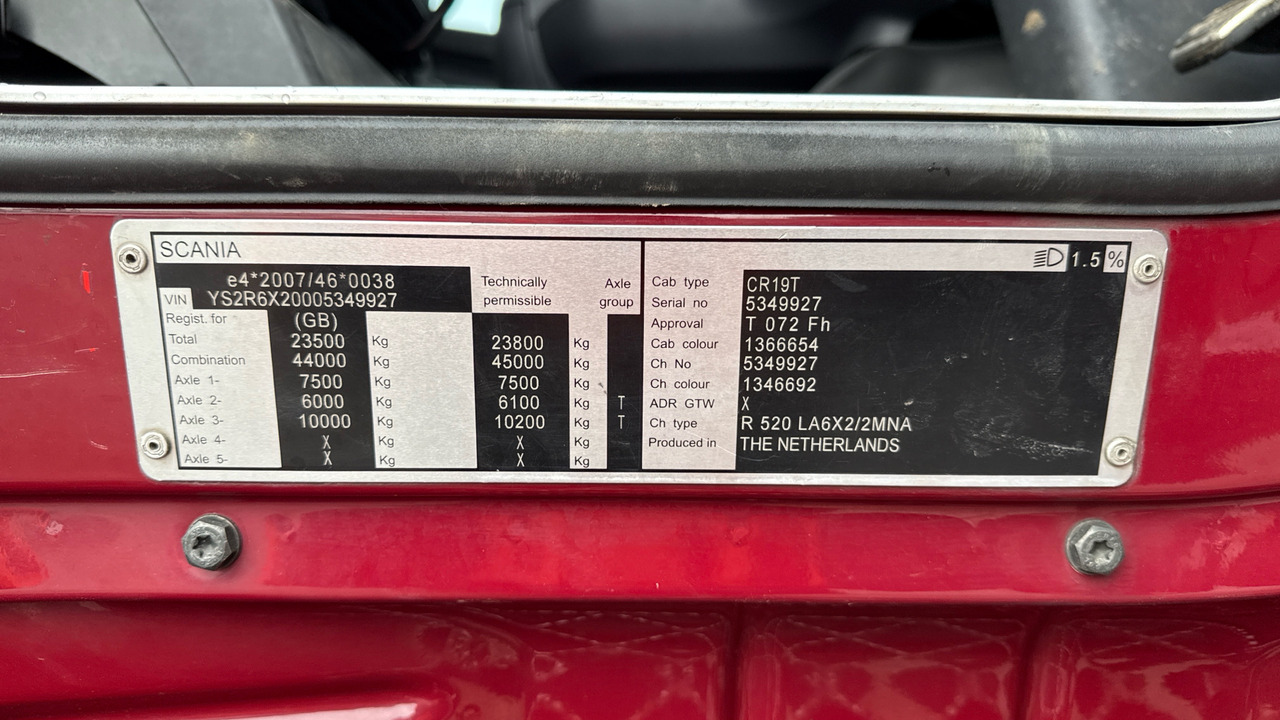 SCANIA
e4*2007/46*0038
VIN YS2R6X20005349927
Technically permissible Axle group
Regist. for (GB)
Total 23500 Kg 23800 Kg
Combination 44000 Kg 45000 Kg
Axle 1- 7500 Kg 7500 Kg
Axle 2- 6000 Kg 6100 Kg T
Axle 3- 10000 Kg 10200 Kg T
Axle 4- X Kg X Kg
Axle 5- X Kg X Kg
1.5 %
Cab type CR19T
Serial no 5349927
Approval T 072 Fh
Cab colour 1366654
Ch No 5349927
Ch colour 1346692
ADR GTW X
Ch type R 520 LA6X2/2MNA
Produced in THE NETHERLANDS